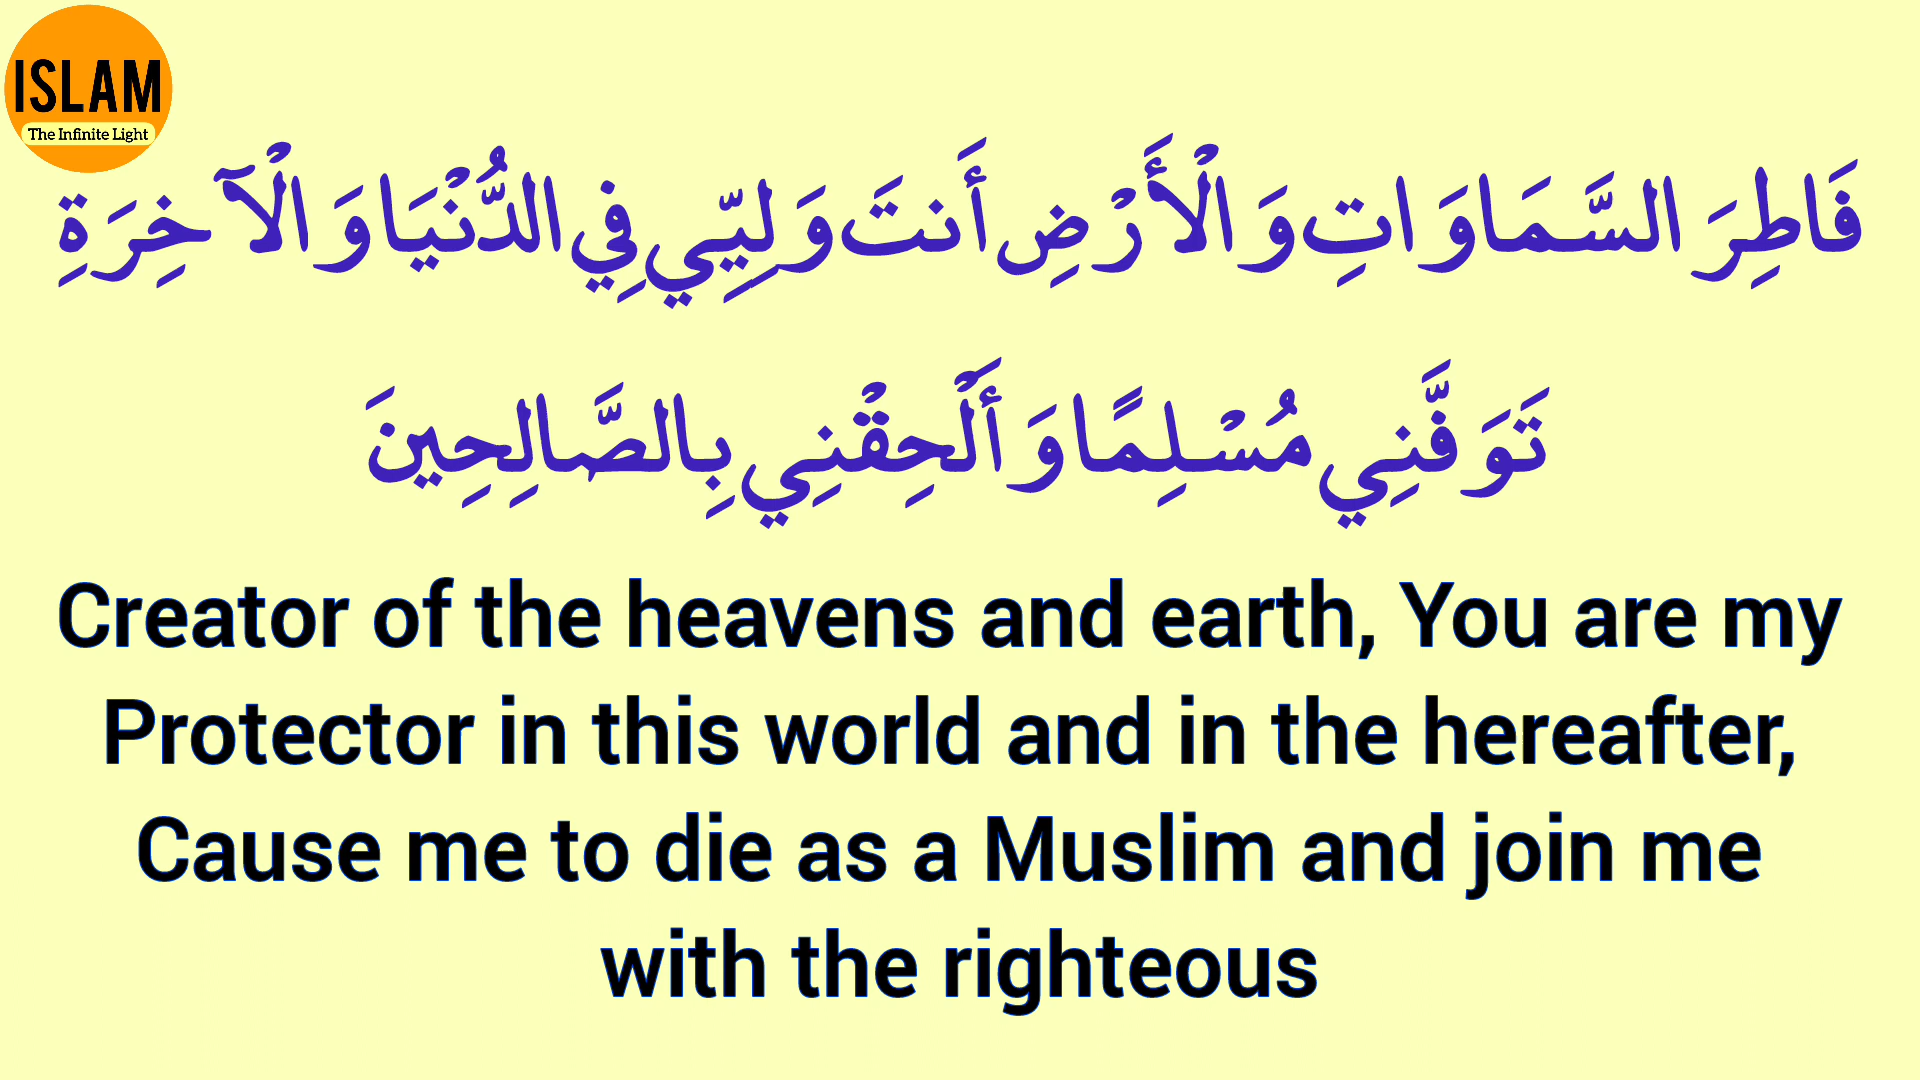 ISLAM
The Infinite Light
فَاطِرَ السَّمَاوَاتِ وَالْأَرْضِ أَنتَ وَلِيِّي فِي الدُّنْيَا وَالْآخِرَةِ
تَوَفَّنِي مُسْلِمًا وَأَلْحِقْنِي بِالصَّالِحِينَ
Creator of the heavens and earth, You are my
Protector in this world and in the hereafter,
Cause me to die as a Muslim and join me
with the righteous